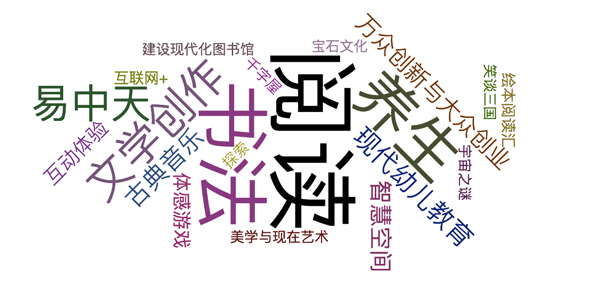 建设现代化图书馆
宝石文化
万众创新与大众创业
互联网+
千字屋
阅读
养生
笑谈三国
绘本阅读汇
易中天
文学创作
书法
互动体验
古典音乐
探索
现代幼儿教育
宇宙之谜
体感游戏
智慧空间
美学与现在艺术